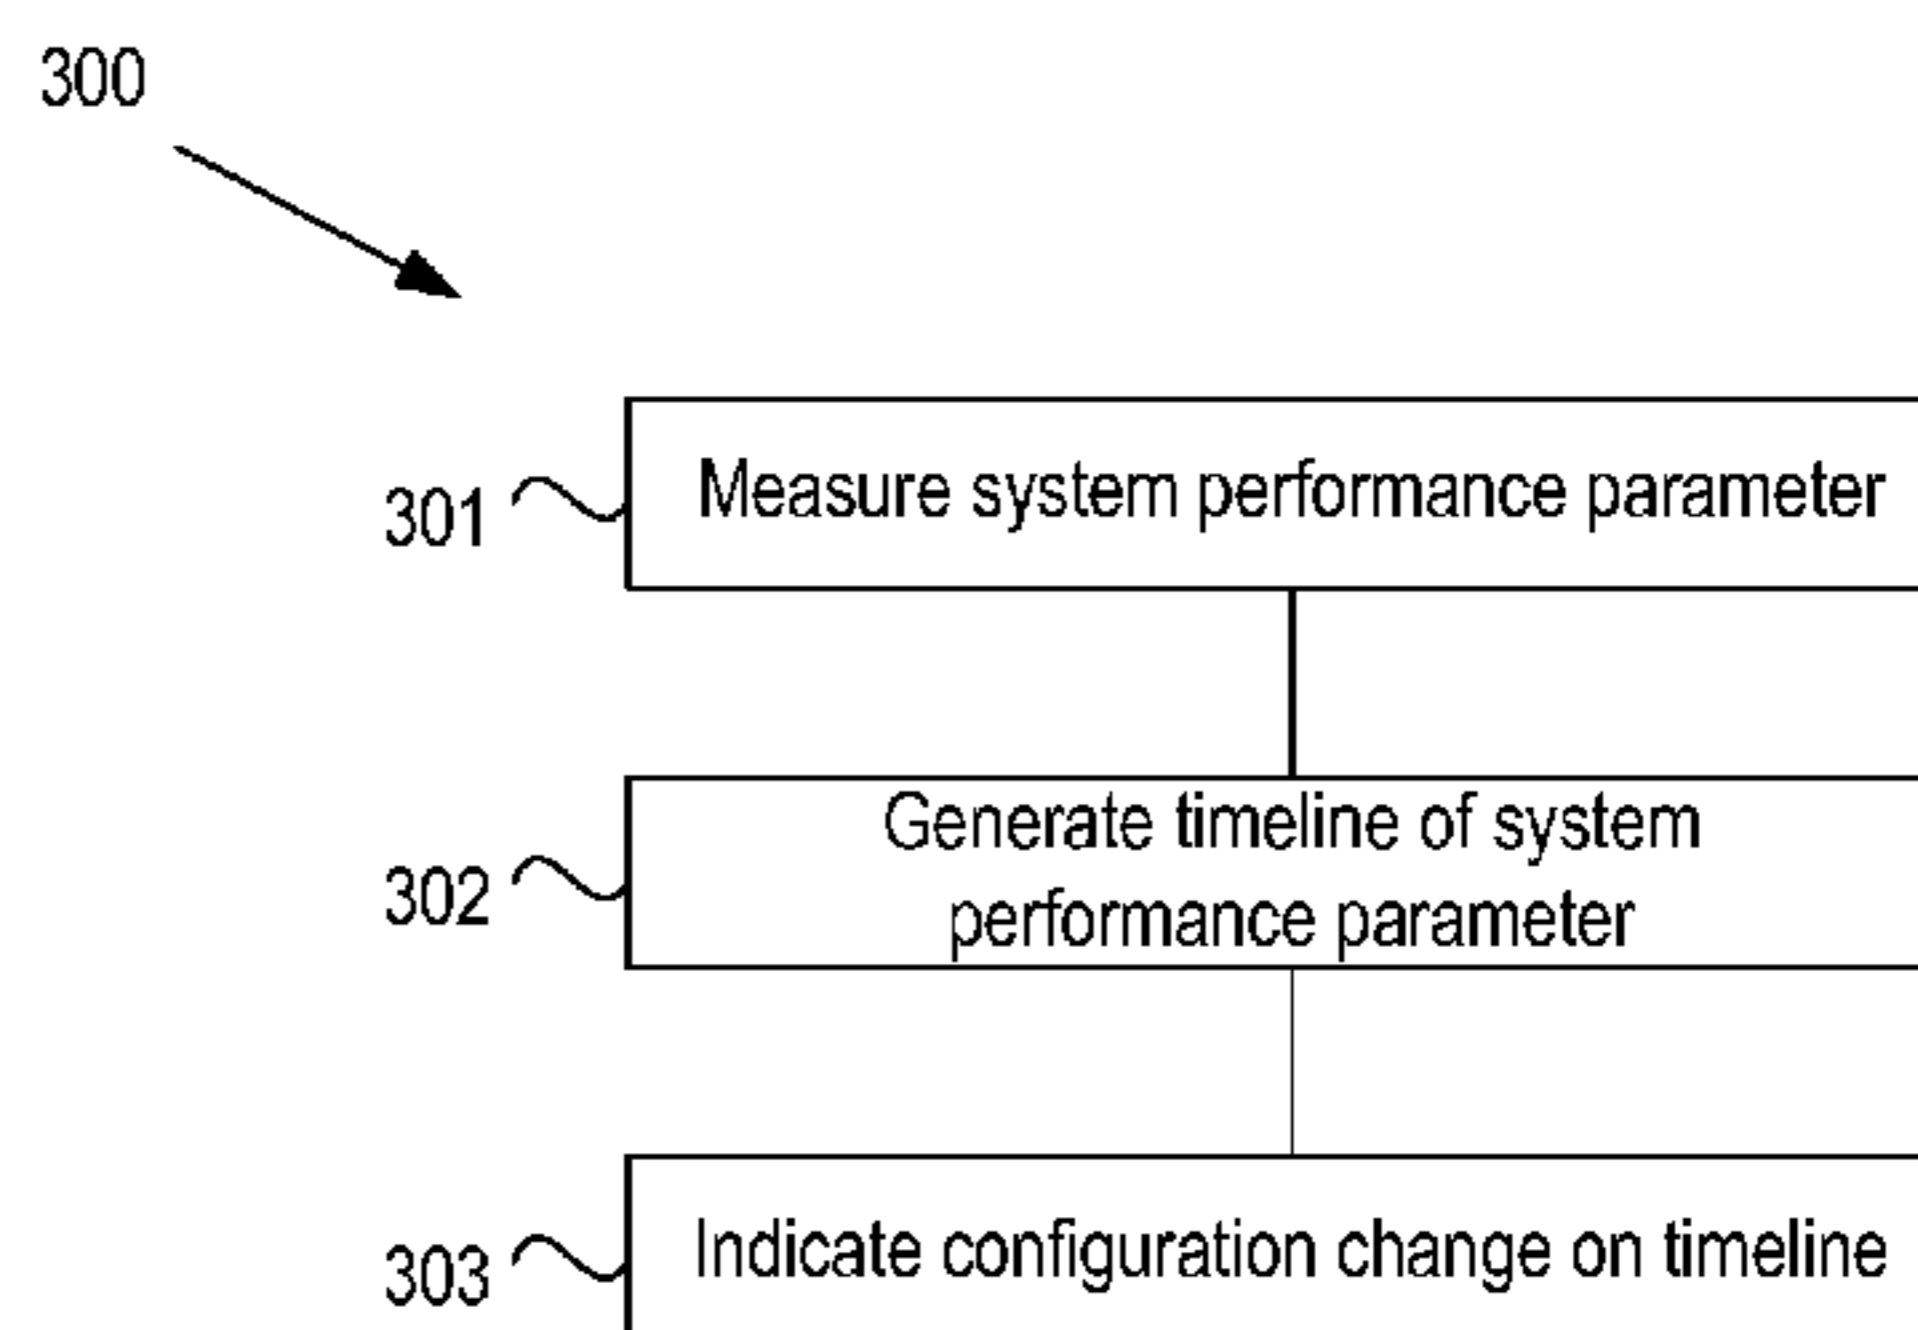 300
301
Measure system performance parameter
302
Generate timeline of system
performance parameter
303
Indicate configuration change on timeline